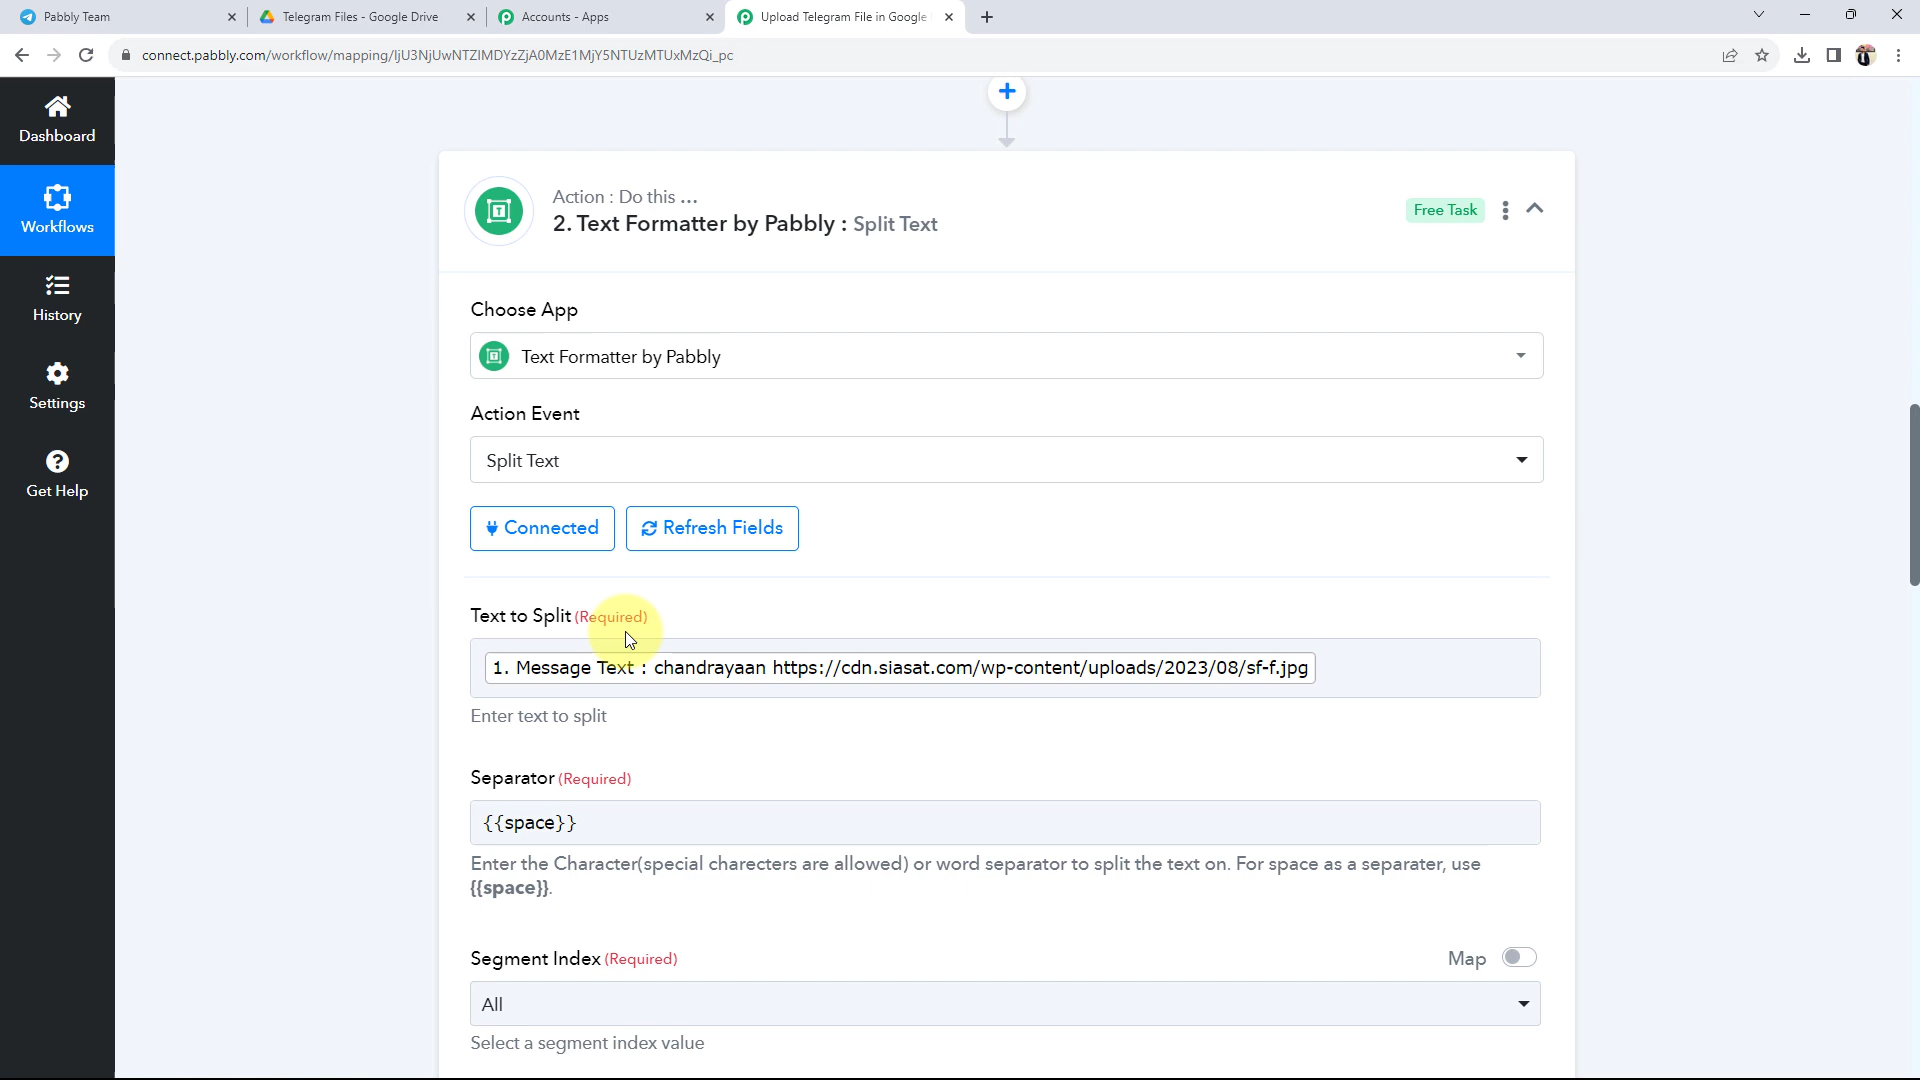 Pabbly Team
Telegram Files - Google Drive
Accounts - Apps
Upload Telegram File in Google
connect.pabbly.com/workflow/mapping/IjU3NjUwNTZlMDYzZjA0MzE1MjY5NTUzMTUxMzQi_pc
Dashboard
Workflows
History
Settings
Get Help
Action : Do this ...
2. Text Formatter by Pabbly : Split Text
Free Task
Choose App
Text Formatter by Pabbly
Action Event
Split Text
Connected
Refresh Fields
Text to Split (Required)
1. Message Text : chandrayaan https://cdn.siasat.com/wp-content/uploads/2023/08/sf-f.jpg
Enter text to split
Separator (Required)
{{space}}
Enter the Character(special charecters are allowed) or word separator to split the text on. For space as a separater, use
{{space}}.
Segment Index (Required)
Map
All
Select a segment index value